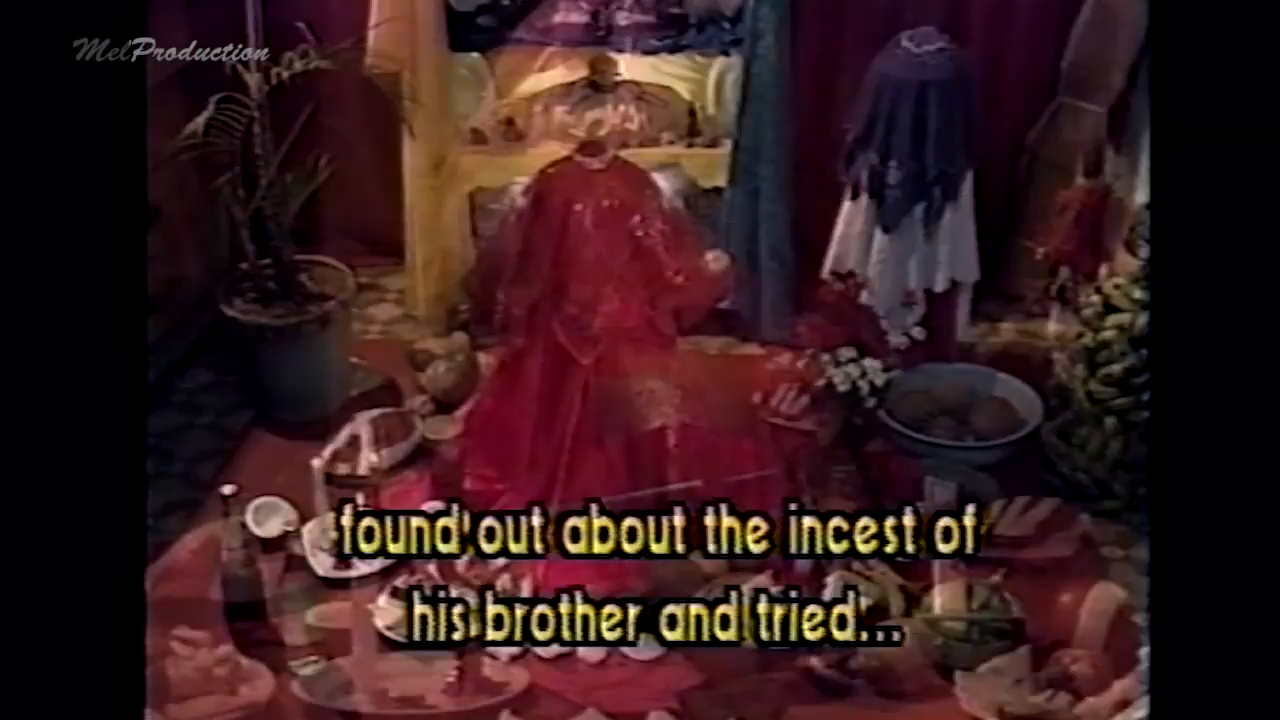 MelProduction
found out about the incest of
his brother and tried...